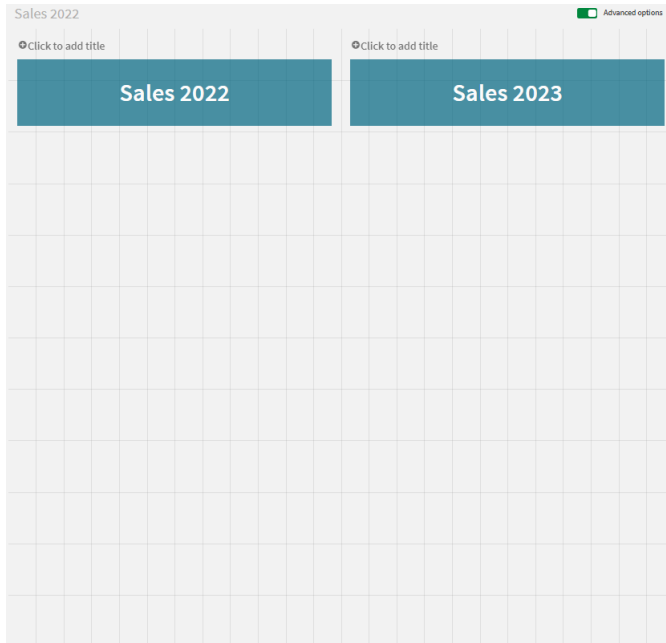 Sales 2022
Advanced options
Click to add title
Click to add title
Sales 2022
Sales 2023